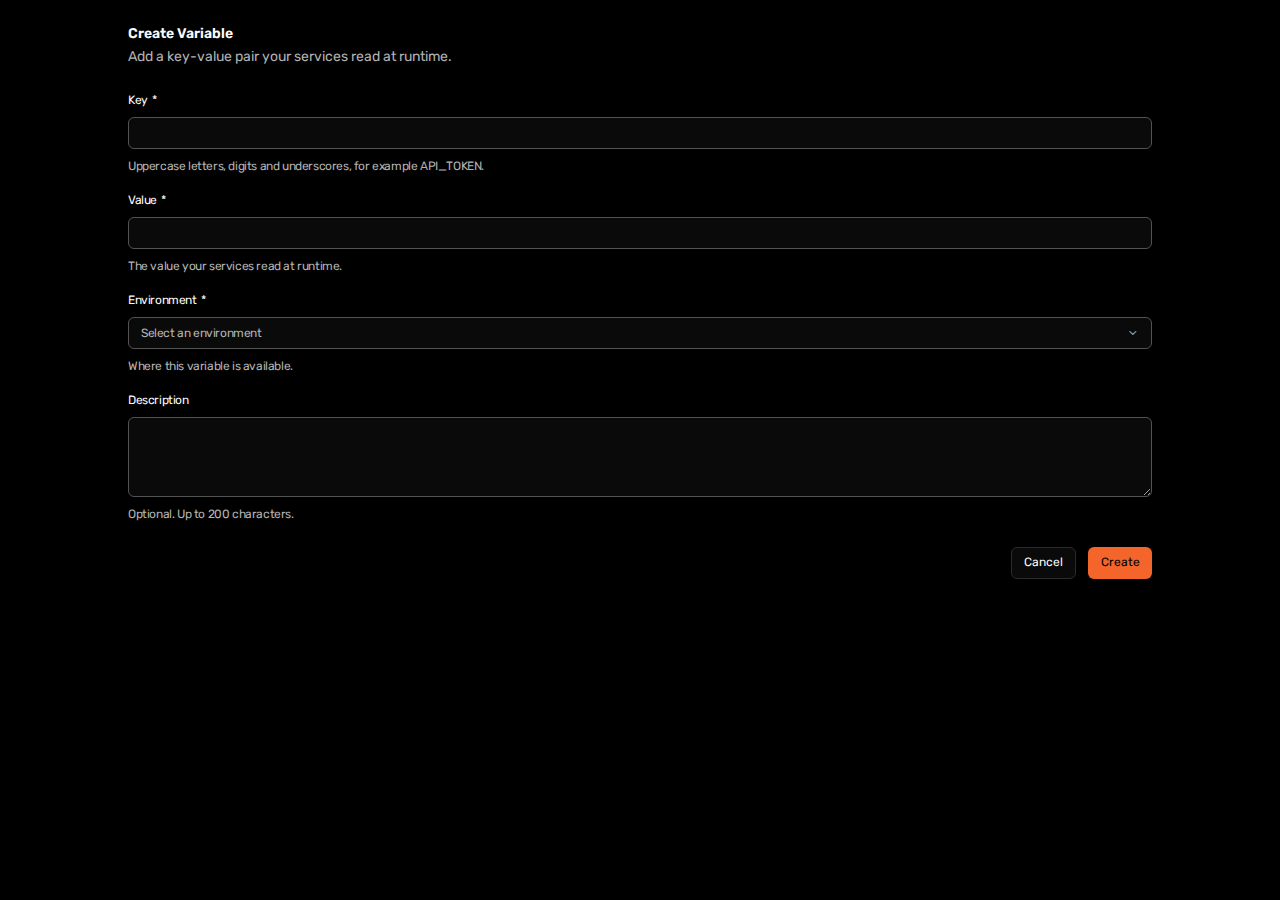 Create Variable
Add a key-value pair your services read at runtime.
Key *
Uppercase letters, digits and underscores, for example API_TOKEN.
Value *
The value your services read at runtime.
Environment *
Select an environment
Where this variable is available.
Description
Optional. Up to 200 characters.
Cancel Create